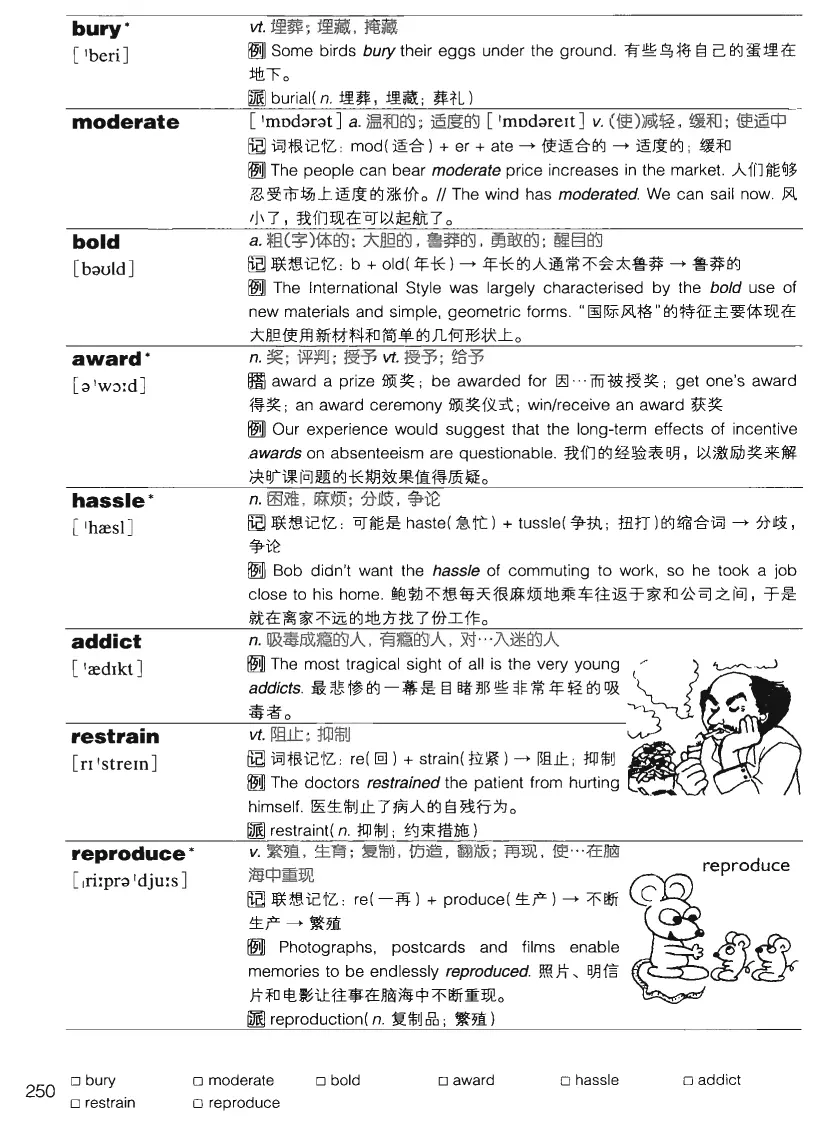 bury* vt. 埋葬；埋藏，掩藏
[ˈberi] 例 Some birds bury their eggs under the ground. 有些鸟将自己的蛋埋在
地下。
派 burial(n. 埋葬，埋藏；葬礼)
moderate [ˈmɒdərət] a. 温和的；适度的 [ˈmɒdəreɪt] v. (使)减轻，缓和；使适中
记 词根记忆：mod(适合) + er + ate → 使适合的 → 适度的；缓和
例 The people can bear moderate price increases in the market. 人们能够
忍受市场上适度的涨价。// The wind has moderated. We can sail now. 风
小了，我们现在可以起航了。
bold a. 粗(字)体的；大胆的，鲁莽的，勇敢的；醒目的
[bəʊld] 记 联想记忆：b + old(年长) → 年长的人通常不会太鲁莽 → 鲁莽的
例 The International Style was largely characterised by the bold use of
new materials and simple, geometric forms. “国际风格”的特征主要体现在
大胆使用新材料和简单的几何形状上。
award* n. 奖；评判；授予 vt. 授予；给予
[əˈwɔːd] 搭 award a prize 颁奖；be awarded for 因…而被授奖；get one's award
得奖；an award ceremony 颁奖仪式；win/receive an award 获奖
例 Our experience would suggest that the long-term effects of incentive
awards on absenteeism are questionable. 我们的经验表明，以激励奖来解
决旷课问题的长期效果值得质疑。
hassle* n. 困难，麻烦；分歧，争论
[ˈhæsl] 记 联想记忆：可能是 haste(急忙) + tussle(争执；扭打)的缩合词 → 分歧，
争论
例 Bob didn't want the hassle of commuting to work, so he took a job
close to his home. 鲍勃不想每天很麻烦地乘车往返于家和公司之间，于是
就在离家不远的地方找了份工作。
addict n. 吸毒成瘾的人，有瘾的人，对…入迷的人
[ˈædɪkt] 例 The most tragical sight of all is the very young
addicts. 最悲惨的一幕是目睹那些非常年轻的吸
毒者。
restrain vt. 阻止；抑制
[rɪˈstreɪn] 记 词根记忆：re(回) + strain(拉紧) → 阻止；抑制
例 The doctors restrained the patient from hurting
himself. 医生制止了病人的自残行为。
派 restraint(n. 抑制；约束措施)
reproduce* v. 繁殖，生育；复制，仿造，翻版；再现，使…在脑
[ˌriːprəˈdjuːs] 海中重现
记 联想记忆：re(一再) + produce(生产) → 不断
生产 → 繁殖
例 Photographs, postcards and films enable
memories to be endlessly reproduced. 照片、明信
片和电影让往事在脑海中不断重现。
派 reproduction(n. 复制品；繁殖)
reproduce
250 □ bury □ moderate □ bold □ award □ hassle □ addict
□ restrain □ reproduce